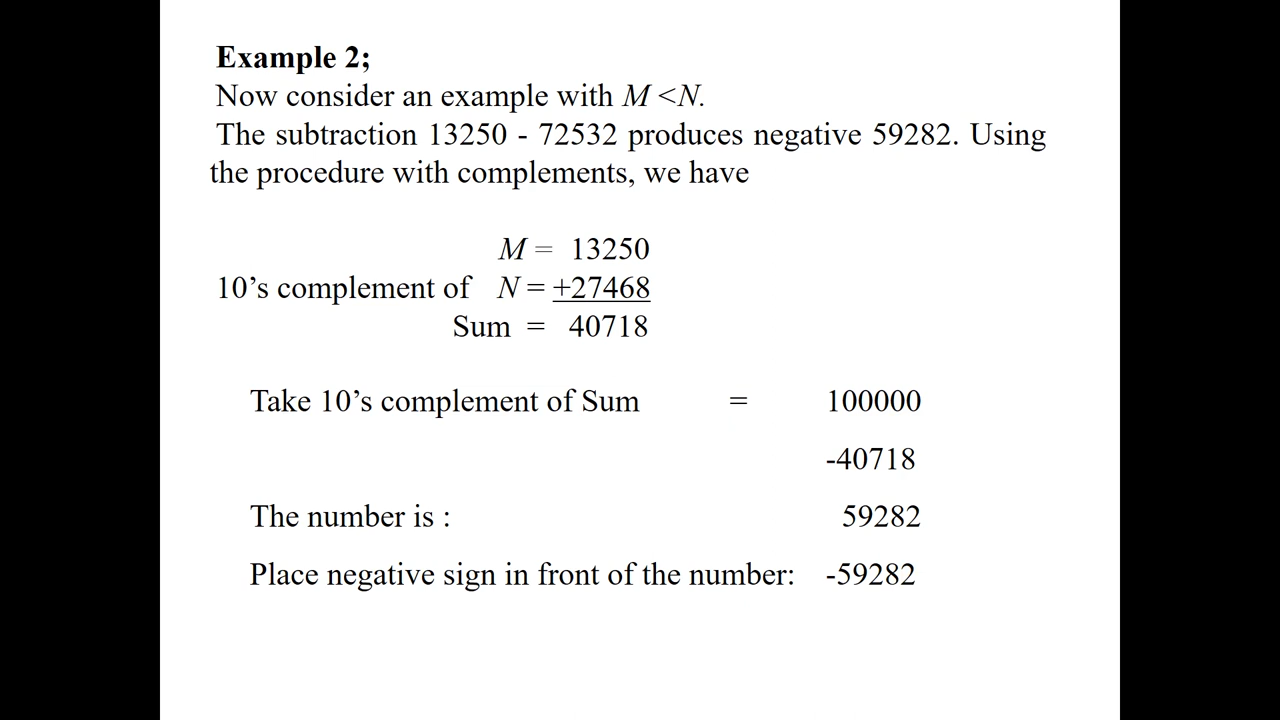 Example 2;
Now consider an example with M <N.
The subtraction 13250 - 72532 produces negative 59282. Using
the procedure with complements, we have
M = 13250
10’s complement of N = +27468
Sum = 40718
Take 10’s complement of Sum = 100000
-40718
The number is : 59282
Place negative sign in front of the number: -59282